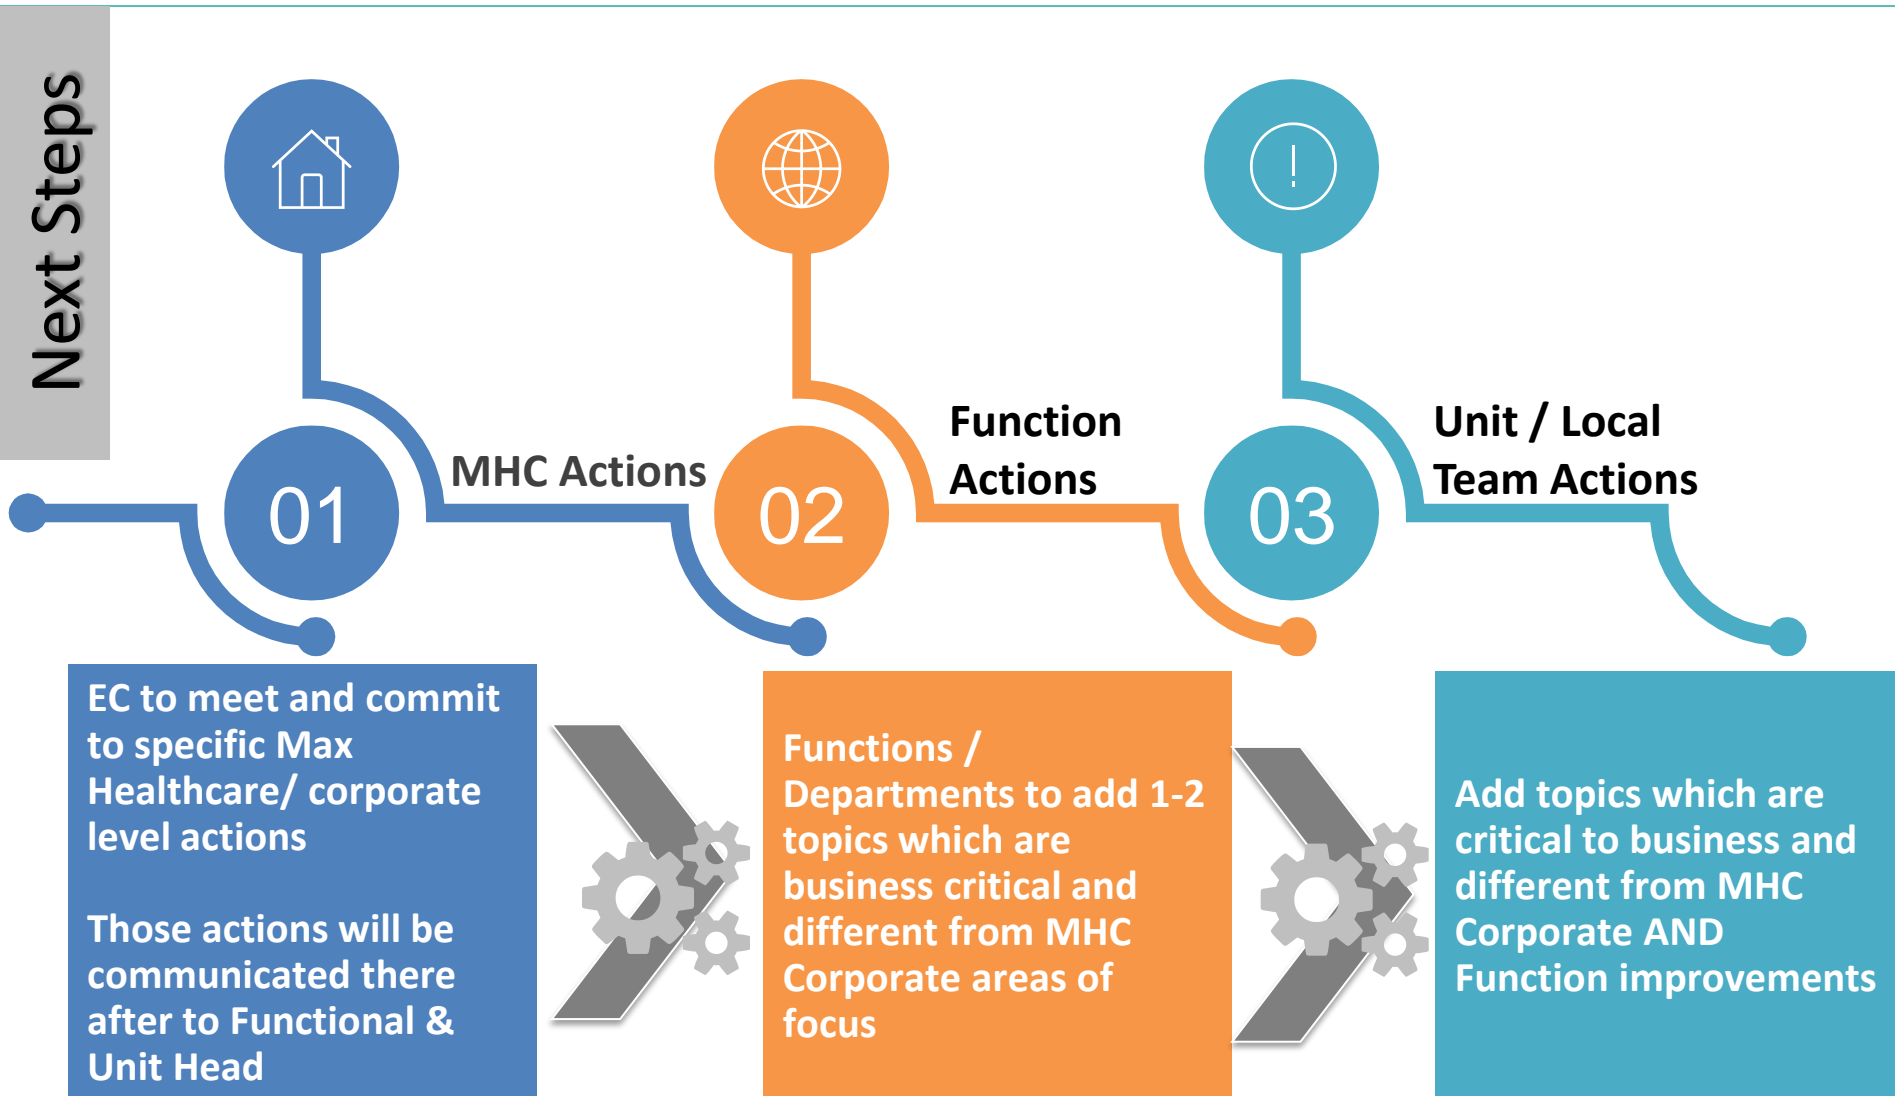 Next Steps
!
!
01
MHC Actions
02
Function
Actions
03
Unit / Local
Team Actions
EC to meet and commit
to specific Max
Healthcare/ corporate
level actions
Those actions will be
communicated there
after to Functional &
Unit Head
Functions /
Departments to add 1-2
topics which are
business critical and
different from MHC
Corporate areas of
focus
Add topics which are
critical to business and
different from MHC
Corporate AND
Function improvements